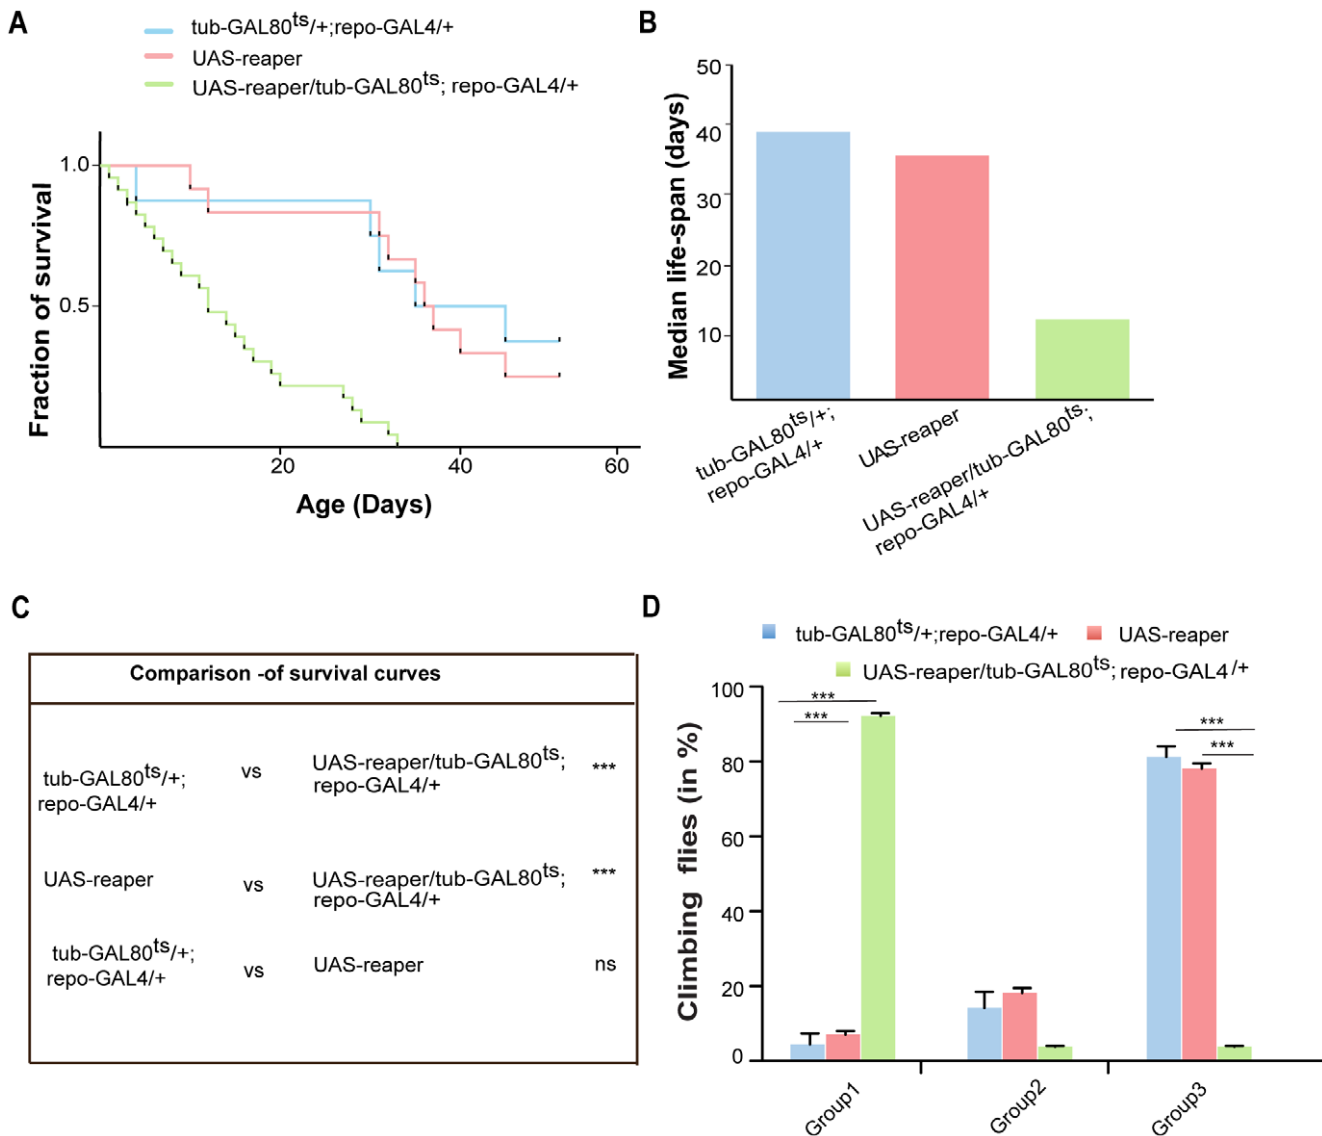 A
tub-GAL80ts/+;repo-GAL4/+
UAS-reaper
UAS-reaper/tub-GAL80ts; repo-GAL4/+
Fraction of survival
1.0
0.5
20
40
60
Age (Days)
B
Median life-span (days)
50
40
30
20
10
tub-GAL80ts/+;
repo-GAL4/+
UAS-reaper
UAS-reaper/tub-GAL80ts;
repo-GAL4/+
C
Comparison -of survival curves
tub-GAL80ts/+;
repo-GAL4/+
vs
UAS-reaper/tub-GAL80ts;
repo-GAL4/+
***
UAS-reaper
vs
UAS-reaper/tub-GAL80ts;
repo-GAL4/+
***
tub-GAL80ts/+;
repo-GAL4/+
vs
UAS-reaper
ns
D
tub-GAL80ts/+;repo-GAL4/+
UAS-reaper
UAS-reaper/tub-GAL80ts; repo-GAL4/+
Climbing flies (in %)
100
80
60
40
20
0
***
***
***
***
Group1
Group2
Group3